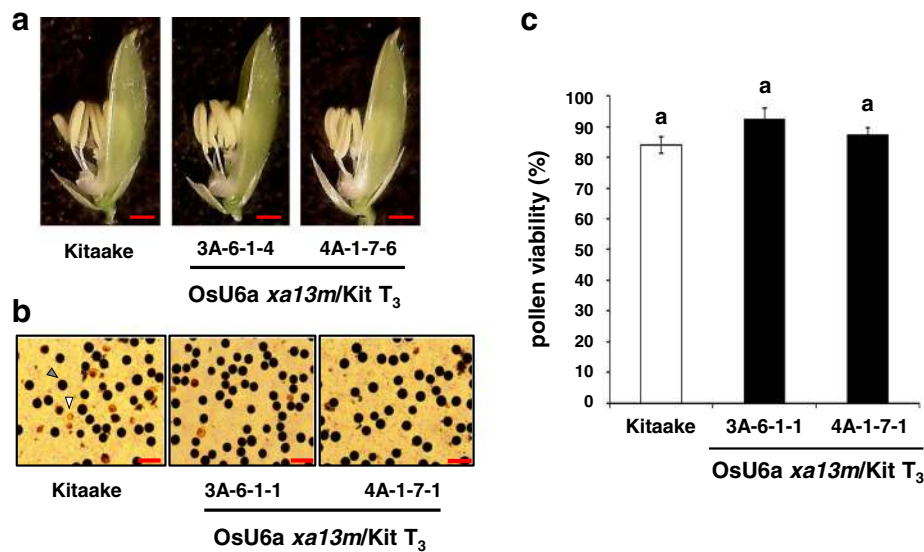 a
Kitaake 3A-6-1-4 4A-1-7-6
OsU6a xa13m/Kit T3
b
Kitaake 3A-6-1-1 4A-1-7-1
OsU6a xa13m/Kit T3
c
pollen viability (%)
100
90
80
70
60
50
40
30
20
10
0
a a a
Kitaake 3A-6-1-1 4A-1-7-1
OsU6a xa13m/Kit T3